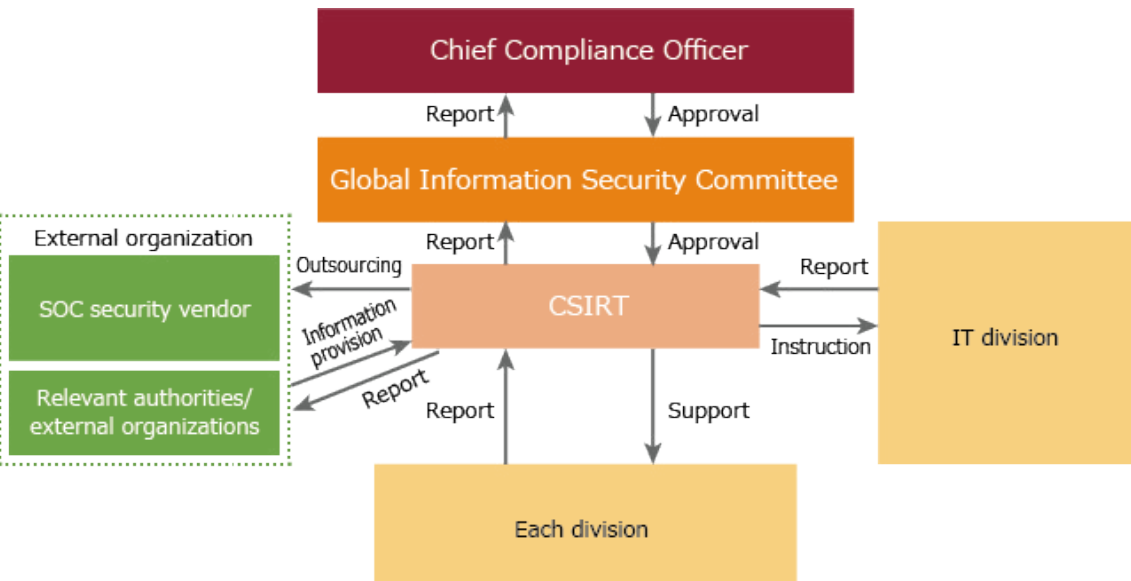 Chief Compliance Officer
Report
Approval
Global Information Security Committee
External organization
Report
Approval
Outsourcing
Report
SOC security vendor
CSIRT
Information
provision
IT division
Instruction
Relevant authorities/
external organizations
Report
Report
Support
Each division